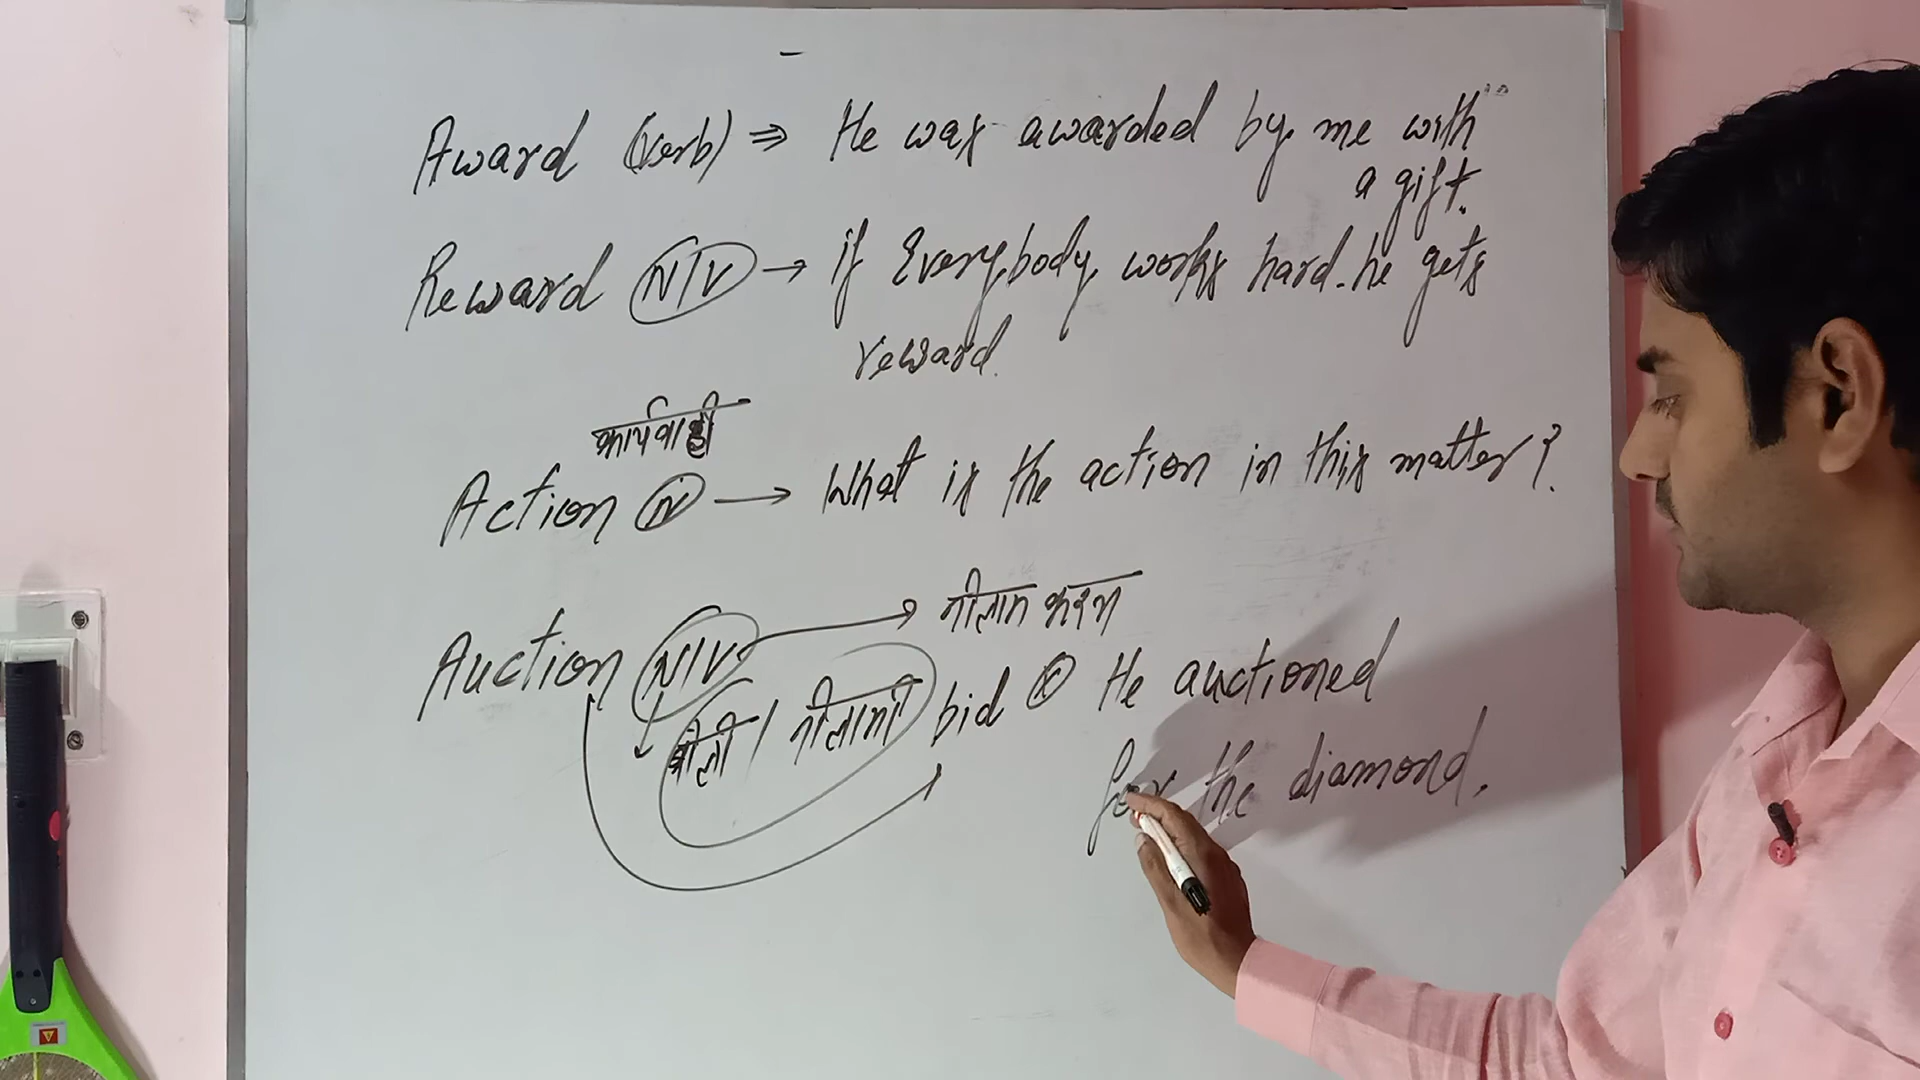 Award (verb) ⇒ He was awarded by me with
a gift.
Reward (N/V) → if Everybody works hard. he gets
reward.
कार्यवाही
Action (N) → What is the action in this matter?
→ नीलाम करना
Auction (N/V)
बोली / नीलामी bid He auctioned
for the diamond.